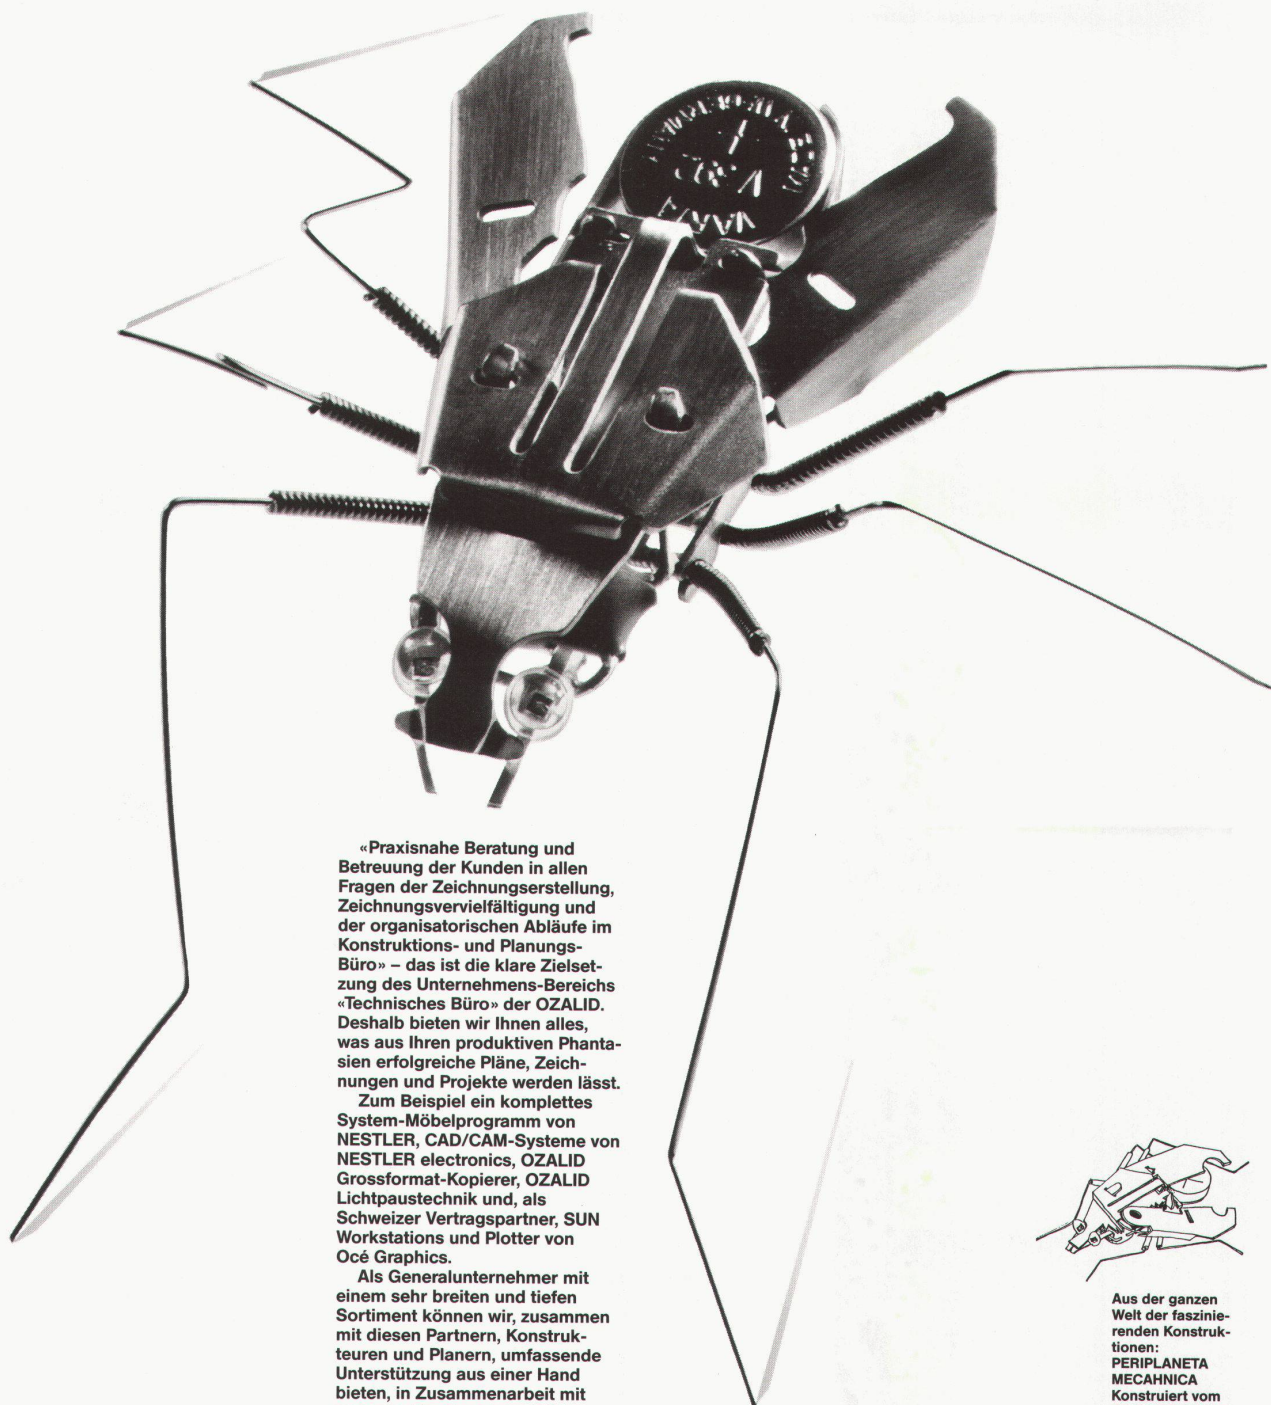 «Praxisnahe Beratung und
Betreuung der Kunden in allen
Fragen der Zeichnungserstellung,
Zeichnungsvervielfältigung und
der organisatorischen Abläufe im
Konstruktions- und Planungs-
Büro» – das ist die klare Zielset-
zung des Unternehmens-Bereichs
«Technisches Büro» der OZALID.
Deshalb bieten wir Ihnen alles,
was aus Ihren produktiven Phanta-
sien erfolgreiche Pläne, Zeich-
nungen und Projekte werden lässt.
Zum Beispiel ein komplettes
System-Möbelprogramm von
NESTLER, CAD/CAM-Systeme von
NESTLER electronics, OZALID
Grossformat-Kopierer, OZALID
Lichtpaustechnik und, als
Schweizer Vertragspartner, SUN
Workstations und Plotter von
Océ Graphics.
Als Generalunternehmer mit
einem sehr breiten und tiefen
Sortiment können wir, zusammen
mit diesen Partnern, Konstruk-
teuren und Planern, umfassende
Unterstützung aus einer Hand
bieten, in Zusammenarbeit mit
Aus der ganzen
Welt der faszinie-
renden Konstruk-
tionen:
PERIPLANETA
MECAHNICA
Konstruiert vom